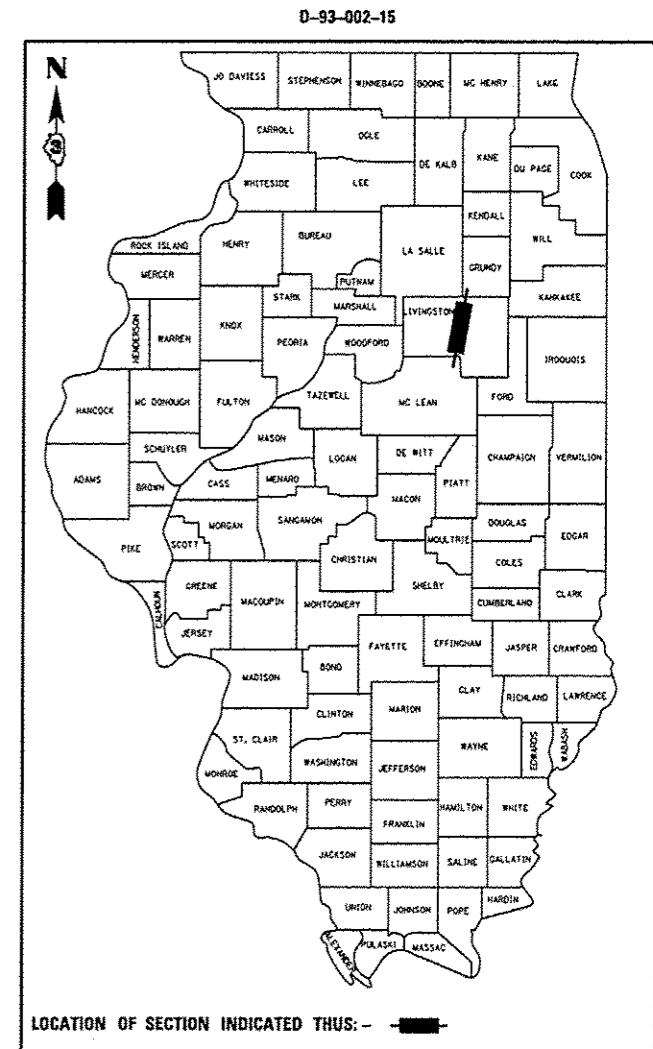 D-93-002-15
N
3
JO DAVIESS STEPHENSON WINNEBAGO BOONE MC HENRY LAKE
CARROLL OGLE DE KALB KANE DU PAGE COOK
WHITESIDE LEE KENDALL WILL
ROCK ISLAND HENRY BUREAU LA SALLE GRUNDY
MERCER STARK PUTNAM MARSHALL LIVINGSTON KANKAKEE
HENDERSON WARREN KNOX PEORIA WOODFORD IROQUOIS
HANCOCK MC DONOUGH FULTON TAZEWELL MC LEAN FORD
SCHUYLER MASON LOGAN DE WITT CHAMPAIGN VERMILION
ADAMS BROWN CASS MENARD PIATT
MACON
PIKE SCOTT MORGAN SANGAMON CHRISTIAN MOULTRIE DOUGLAS EDGAR
COLES
CALHOUN GREENE MACOUPIN MONTGOMERY SHELBY CUMBERLAND CLARK
JERSEY FAYETTE EFFINGHAM JASPER CRAWFORD
MADISON BOND CLAY RICHLAND LAWRENCE
CLINTON MARION
ST. CLAIR WASHINGTON JEFFERSON WAYNE EDWARDS WABASH
MONROE
RANDOLPH PERRY FRANKLIN HAMILTON WHITE
JACKSON WILLIAMSON SALINE GALLATIN
UNION JOHNSON POPE HARDIN
ALEXANDER PULASKI MASSAC
LOCATION OF SECTION INDICATED THUS: -